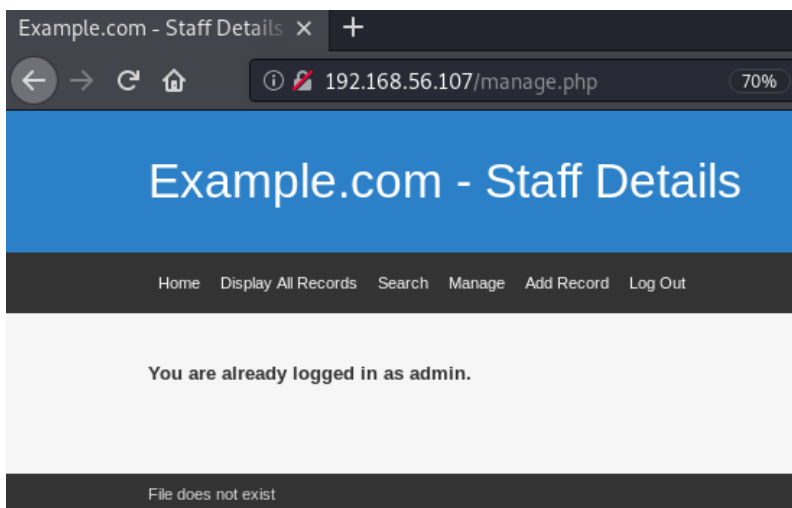 Example.com - Staff Details
192.168.56.107/manage.php 70%
Example.com - Staff Details
Home Display All Records Search Manage Add Record Log Out
You are already logged in as admin.
File does not exist